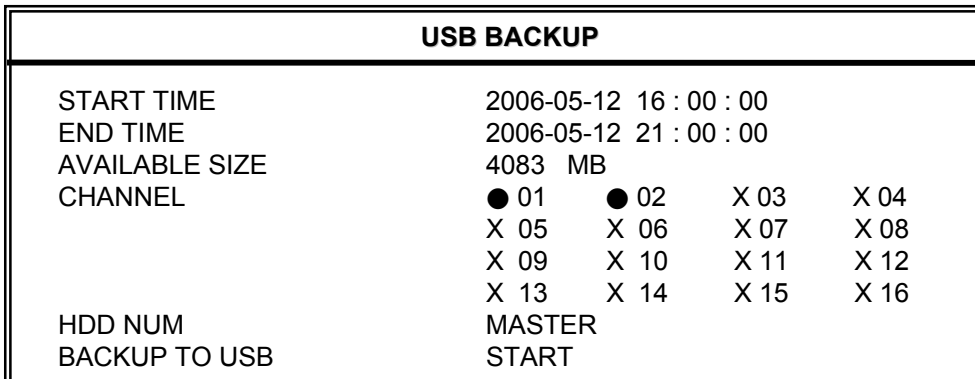 USB BACKUP
START TIME 2006-05-12 16 : 00 : 00
END TIME 2006-05-12 21 : 00 : 00
AVAILABLE SIZE 4083 MB
CHANNEL ● 01 ● 02 X 03 X 04
X 05 X 06 X 07 X 08
X 09 X 10 X 11 X 12
X 13 X 14 X 15 X 16
HDD NUM MASTER
BACKUP TO USB START